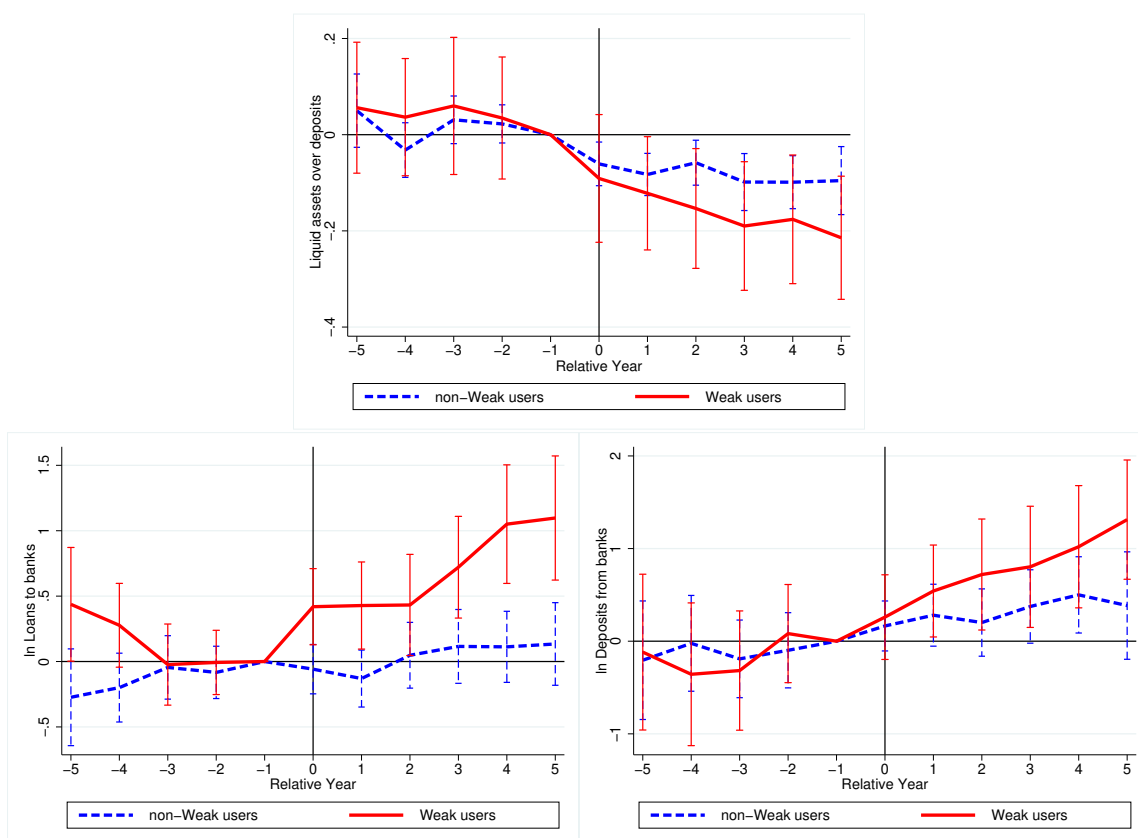 Liquid assets over deposits
.2
0
−.2
−.4
−5 −4 −3 −2 −1 0 1 2 3 4 5
Relative Year
non−Weak users Weak users
ln Loans to banks
1.5
1
.5
0
−.5
−5 −4 −3 −2 −1 0 1 2 3 4 5
Relative Year
non−Weak users Weak users
ln Deposits from banks
2
1
0
−1
−5 −4 −3 −2 −1 0 1 2 3 4 5
Relative Year
non−Weak users Weak users